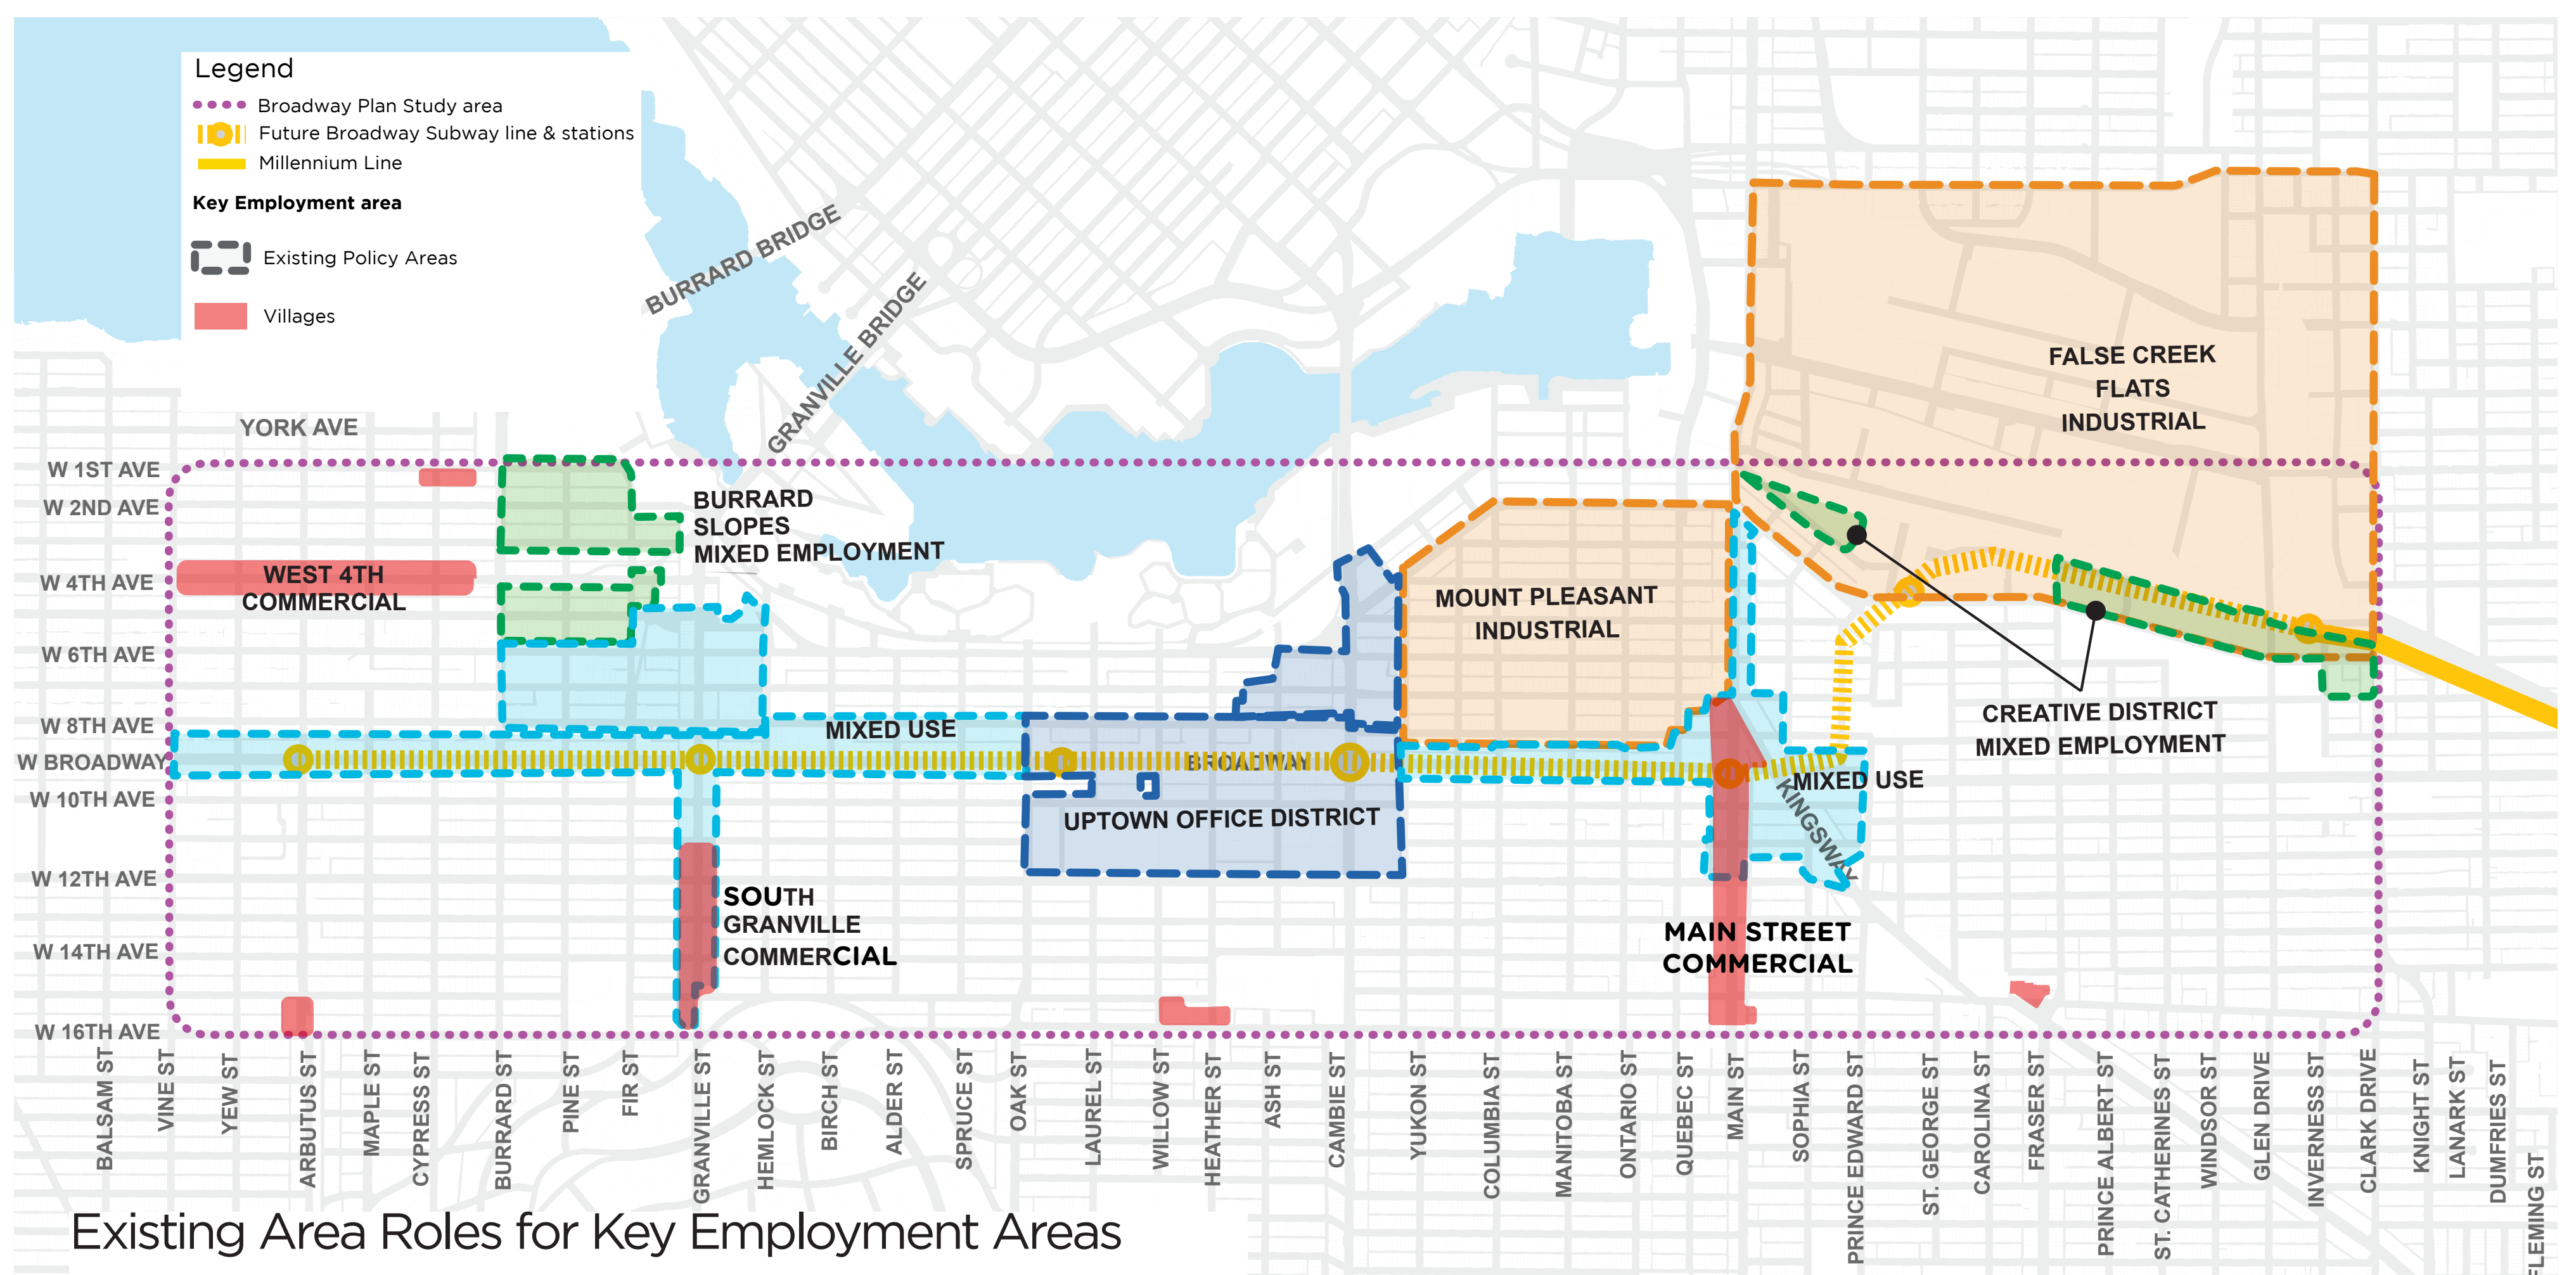 Legend
Broadway Plan Study area
Future Broadway Subway line & stations
Millennium Line
Key Employment area
Existing Policy Areas
Villages
BURRARD BRIDGE
GRANVILLE BRIDGE
YORK AVE
W 1ST AVE
W 2ND AVE
W 4TH AVE
W 6TH AVE
W 8TH AVE
W BROADWAY
W 10TH AVE
W 12TH AVE
W 14TH AVE
W 16TH AVE
WEST 4TH
COMMERCIAL
BURRARD
SLOPES
MIXED EMPLOYMENT
MIXED USE
BROADWAY
UPTOWN OFFICE DISTRICT
SOUTH
GRANVILLE
COMMERCIAL
MOUNT PLEASANT
INDUSTRIAL
FALSE CREEK
FLATS
INDUSTRIAL
CREATIVE DISTRICT
MIXED EMPLOYMENT
MIXED USE
KINGSWAY
MAIN STREET
COMMERCIAL
BALSAM ST
VINE ST
YEW ST
ARBUTUS ST
MAPLE ST
CYPRESS ST
BURRARD ST
PINE ST
FIR ST
GRANVILLE ST
HEMLOCK ST
BIRCH ST
ALDER ST
SPRUCE ST
OAK ST
LAUREL ST
WILLOW ST
HEATHER ST
ASH ST
CAMBIE ST
YUKON ST
COLUMBIA ST
MANITOBA ST
ONTARIO ST
QUEBEC ST
MAIN ST
SOPHIA ST
PRINCE EDWARD ST
ST. GEORGE ST
CAROLINA ST
FRASER ST
PRINCE ALBERT ST
ST. CATHERINES ST
WINDSOR ST
GLEN DRIVE
INVERNESS ST
CLARK DRIVE
KNIGHT ST
LANARK ST
DUMFRIES ST
FLEMING ST
Existing Area Roles for Key Employment Areas